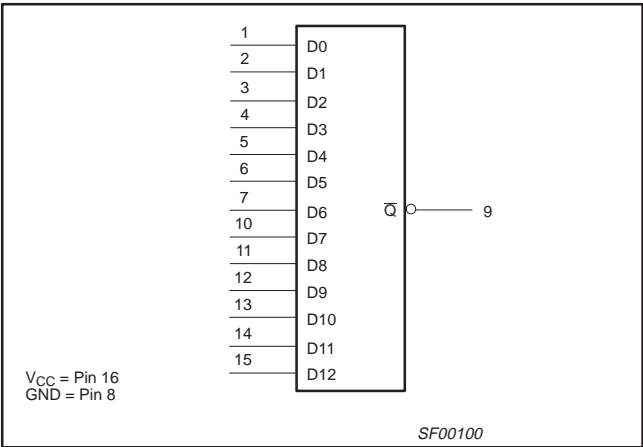 1 D0
2 D1
3 D2
4 D3
5 D4
6 D5
7 D6 Q̅ 9
10 D7
11 D8
12 D9
13 D10
14 D11
15 D12
VCC = Pin 16
GND = Pin 8
SF00100